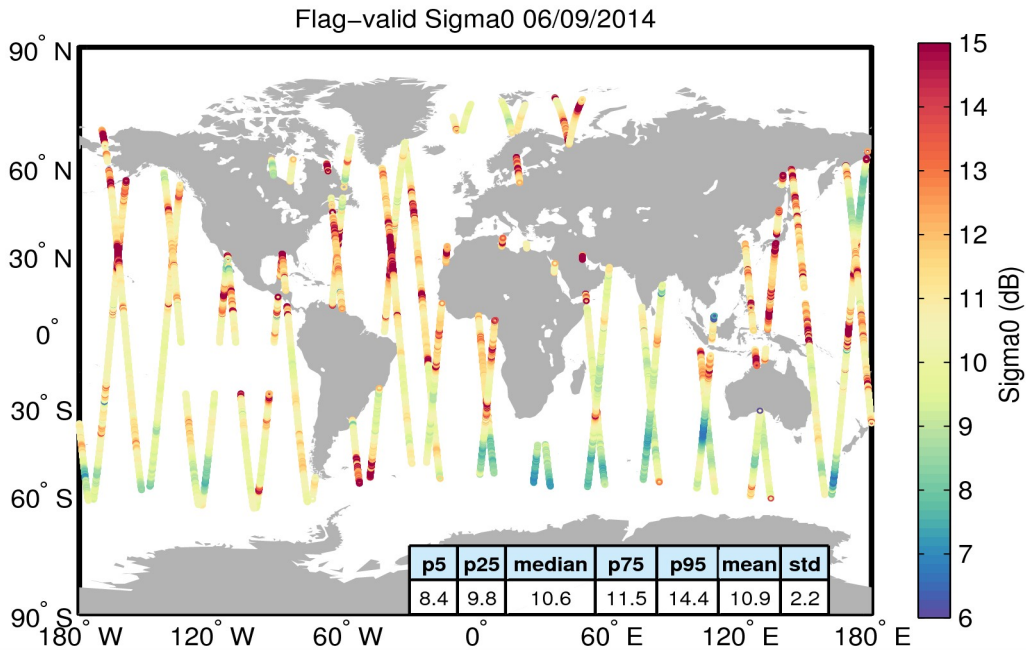 Flag−valid Sigma0 06/09/2014
90° N
60° N
30° N
0°
30° S
60° S
90° S
180° W
120° W
60° W
0°
60° E
120° E
180° E
p5 p25 median p75 p95 mean std
8.4 9.8 10.6 11.5 14.4 10.9 2.2
15
14
13
12
11
10
9
8
7
6
Sigma0 (dB)